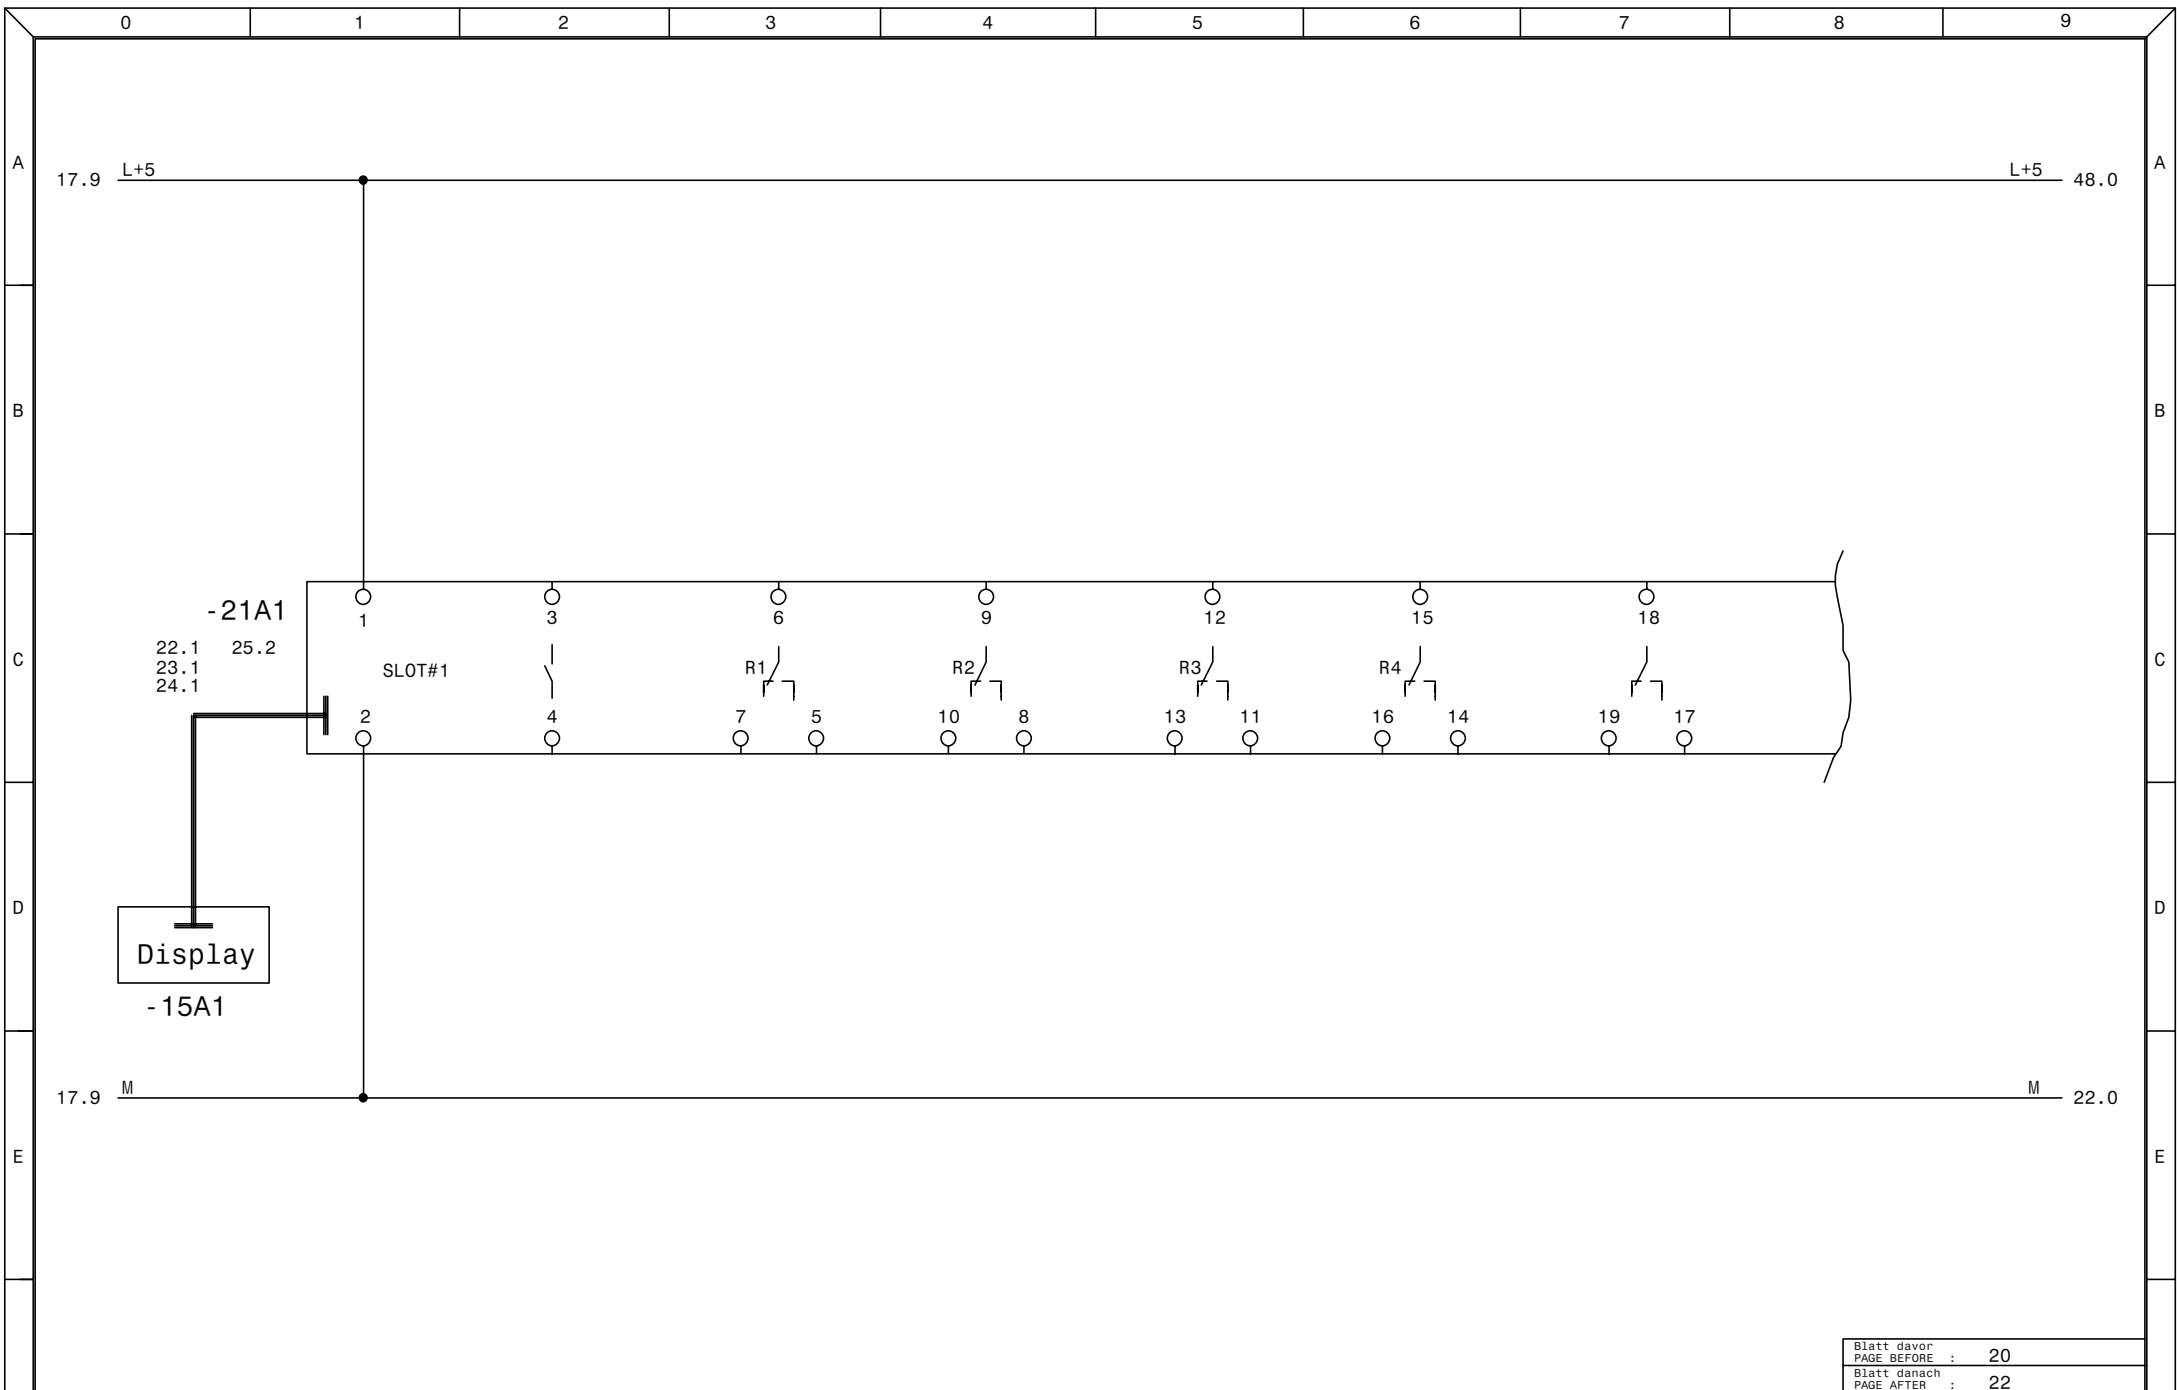 0 1 2 3 4 5 6 7 8 9
A A
L+5 L+5
17.9 48.0
B B
-21A1
1 3 6 9 12 15 18
22.1 25.2
23.1
24.1
C C
SLOT#1 R1 R2 R3 R4
2 4 7 5 10 8 13 11 16 14 19 17
D D
Display
-15A1
M M
17.9 22.0
E E
Blatt davor
PAGE BEFORE : 20
Blatt danach
PAGE AFTER : 22